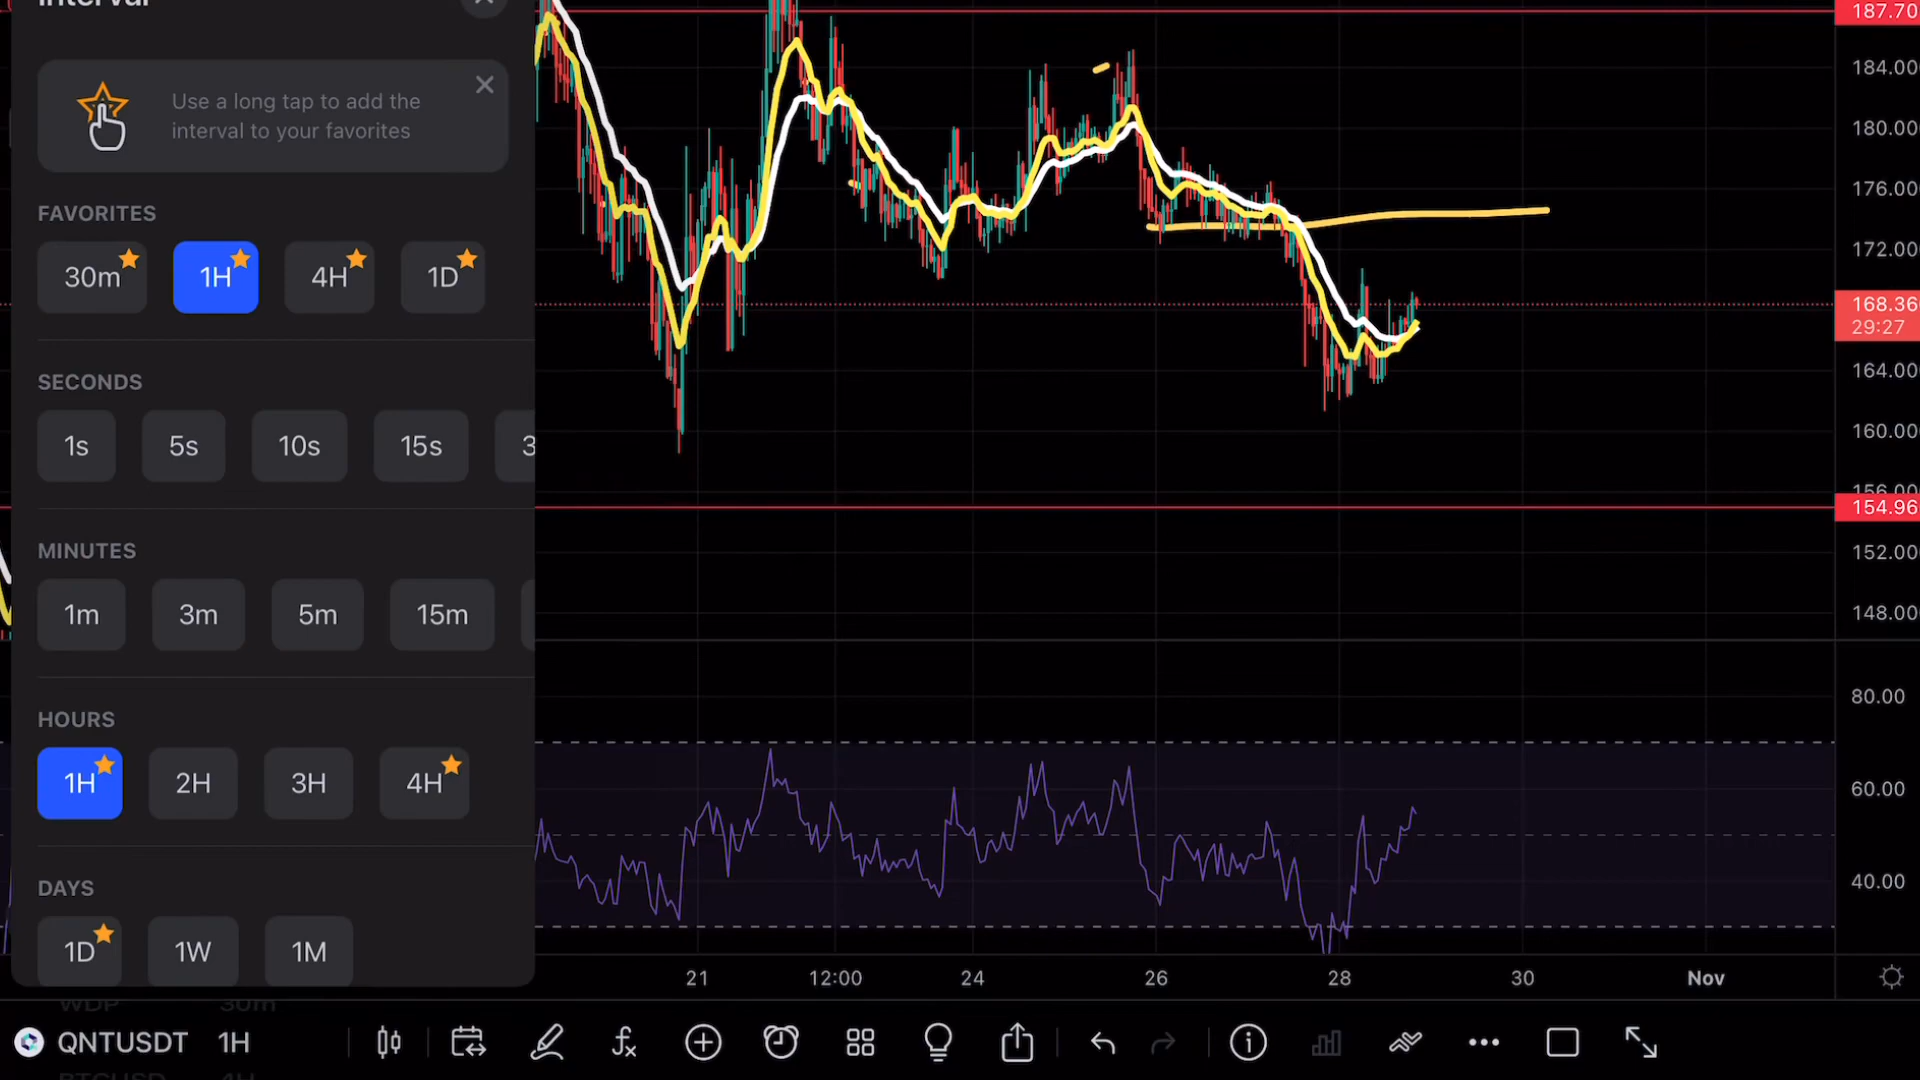 Interval
Use a long tap to add the
interval to your favorites
FAVORITES
30m 1H 4H 1D
SECONDS
1s 5s 10s 15s 3
MINUTES
1m 3m 5m 15m
HOURS
1H 2H 3H 4H
DAYS
1D 1W 1M
187.70
184.00
180.00
176.00
172.00
168.36
29:27
164.00
160.00
156.00
154.96
152.00
148.00
80.00
60.00
40.00
21 12:00 24 26 28 30 Nov
WDP 30m
QNTUSDT 1H
BTCUSD 4H